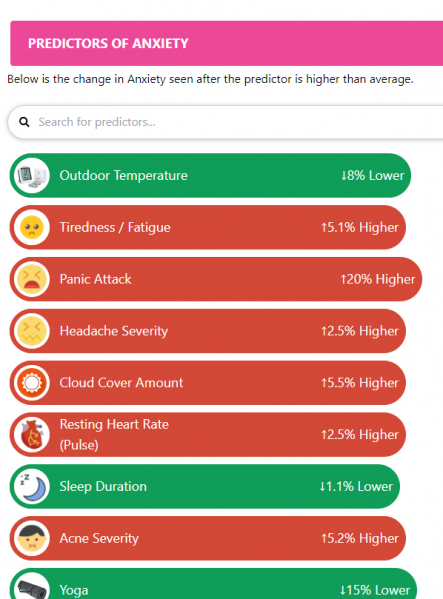 PREDICTORS OF ANXIETY
Below is the change in Anxiety seen after the predictor is higher than average.
Search for predictors...
Outdoor Temperature ↓8% Lower
Tiredness / Fatigue ↑5.1% Higher
Panic Attack ↑20% Higher
Headache Severity ↑2.5% Higher
Cloud Cover Amount ↑5.5% Higher
Resting Heart Rate
(Pulse) ↑2.5% Higher
Sleep Duration ↓1.1% Lower
Acne Severity ↑5.2% Higher
Yoga ↓15% Lower